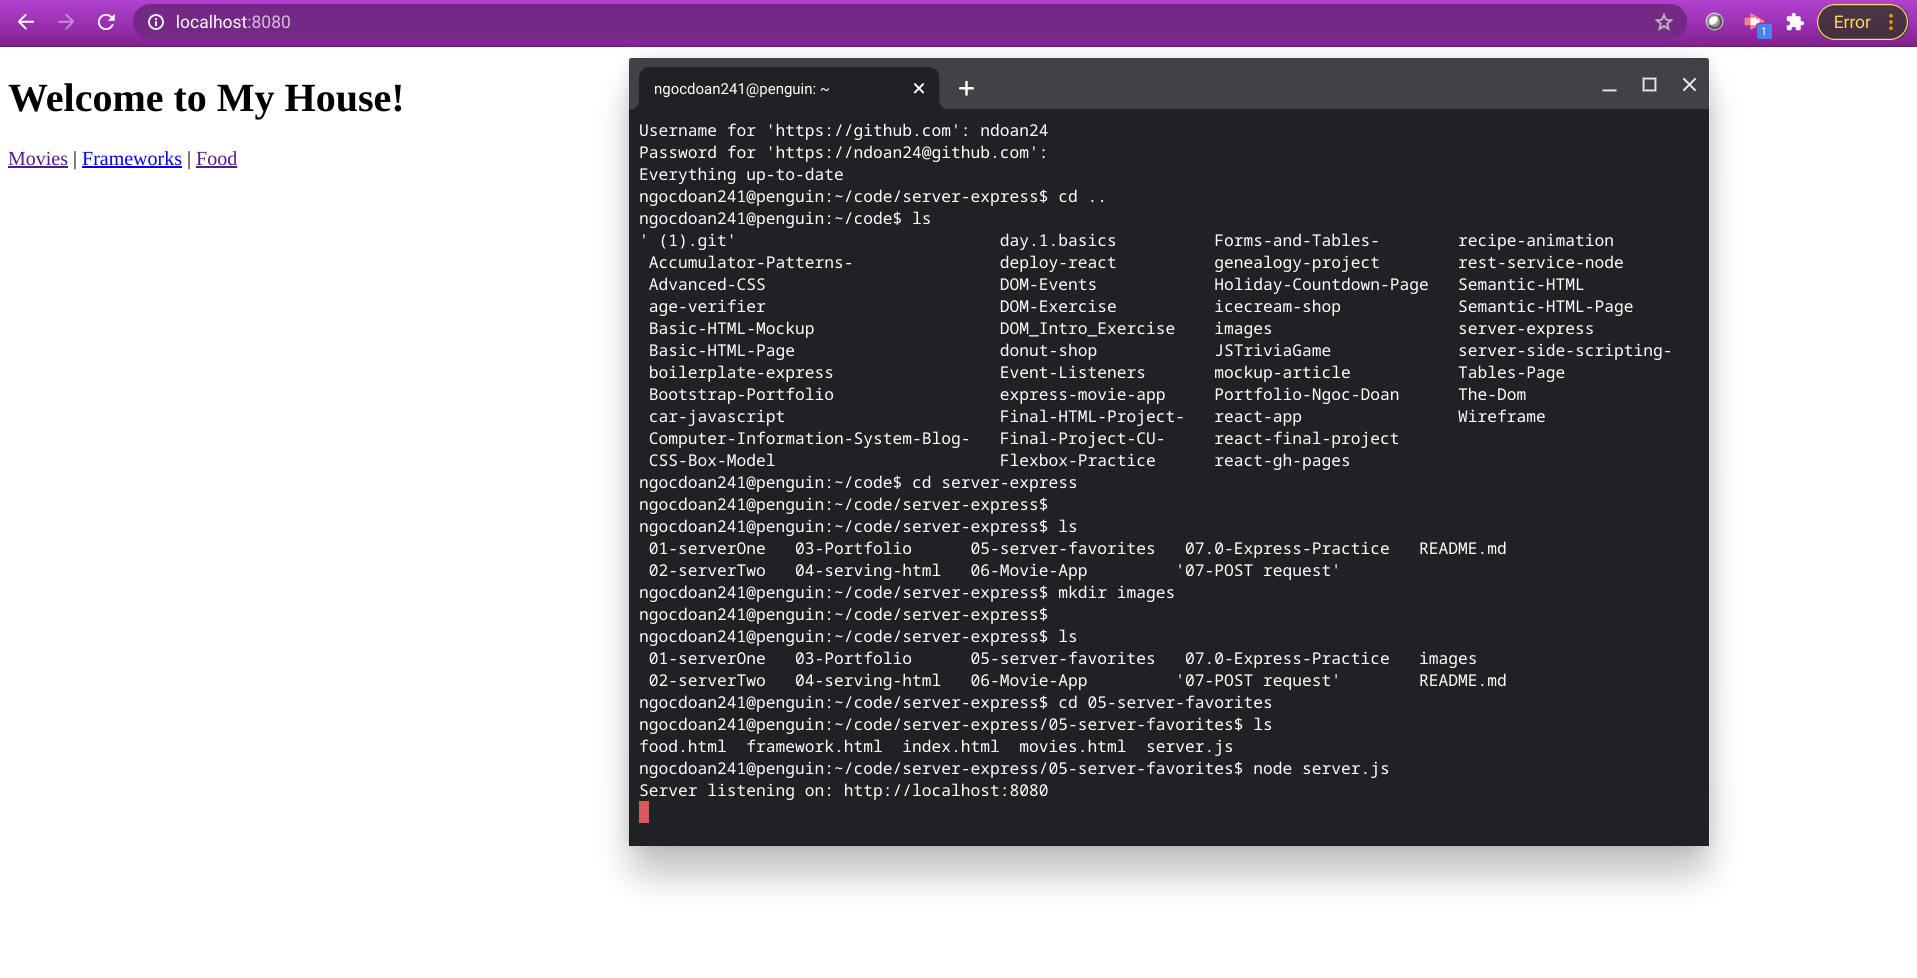 localhost:8080
1
Error
Welcome to My House!
Movies | Frameworks | Food
ngocdoan241@penguin: ~
Username for 'https://github.com': ndoan24
Password for 'https://ndoan24@github.com':
Everything up-to-date
ngocdoan241@penguin:~/code/server-express$ cd ..
ngocdoan241@penguin:~/code$ ls
' (1).git' day.1.basics Forms-and-Tables- recipe-animation
Accumulator-Patterns- deploy-react genealogy-project rest-service-node
Advanced-CSS DOM-Events Holiday-Countdown-Page Semantic-HTML
age-verifier DOM-Exercise icecream-shop Semantic-HTML-Page
Basic-HTML-Mockup DOM_Intro_Exercise images server-express
Basic-HTML-Page donut-shop JSTriviaGame server-side-scripting-
boilerplate-express Event-Listeners mockup-article Tables-Page
Bootstrap-Portfolio express-movie-app Portfolio-Ngoc-Doan The-Dom
car-javascript Final-HTML-Project- react-app Wireframe
Computer-Information-System-Blog- Final-Project-CU- react-final-project
CSS-Box-Model Flexbox-Practice react-gh-pages
ngocdoan241@penguin:~/code$ cd server-express
ngocdoan241@penguin:~/code/server-express$
ngocdoan241@penguin:~/code/server-express$ ls
01-serverOne 03-Portfolio 05-server-favorites 07.0-Express-Practice README.md
02-serverTwo 04-serving-html 06-Movie-App '07-POST request'
ngocdoan241@penguin:~/code/server-express$ mkdir images
ngocdoan241@penguin:~/code/server-express$
ngocdoan241@penguin:~/code/server-express$ ls
01-serverOne 03-Portfolio 05-server-favorites 07.0-Express-Practice images
02-serverTwo 04-serving-html 06-Movie-App '07-POST request' README.md
ngocdoan241@penguin:~/code/server-express$ cd 05-server-favorites
ngocdoan241@penguin:~/code/server-express/05-server-favorites$ ls
food.html framework.html index.html movies.html server.js
ngocdoan241@penguin:~/code/server-express/05-server-favorites$ node server.js
Server listening on: http://localhost:8080